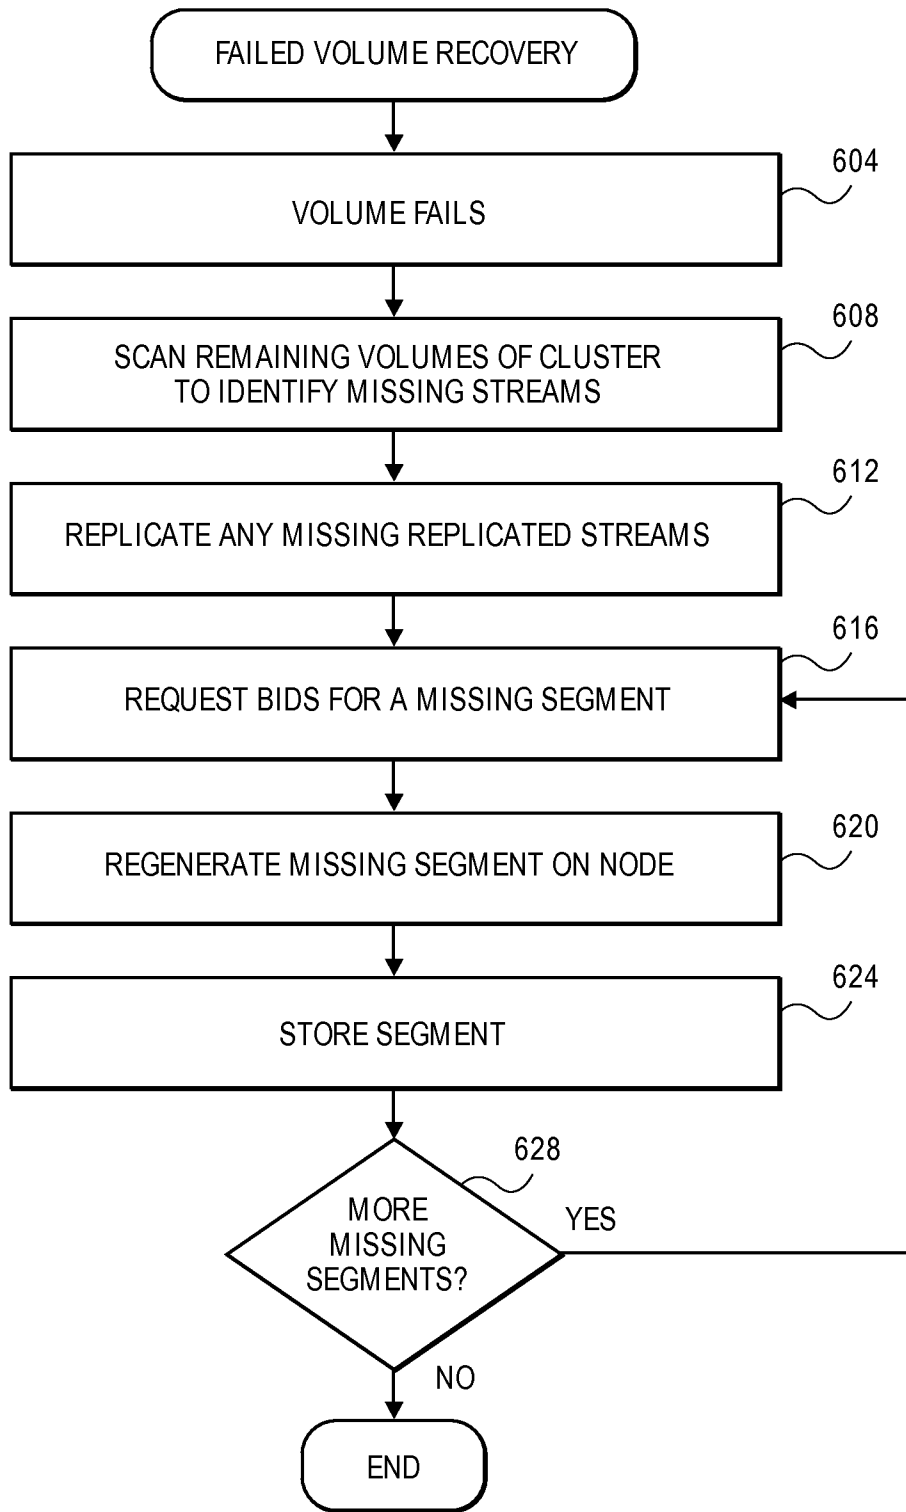 FAILED VOLUME RECOVERY
604
VOLUME FAILS
608
SCAN REMAINING VOLUMES OF CLUSTER
TO IDENTIFY MISSING STREAMS
612
REPLICATE ANY MISSING REPLICATED STREAMS
616
REQUEST BIDS FOR A MISSING SEGMENT
620
REGENERATE MISSING SEGMENT ON NODE
624
STORE SEGMENT
628
MORE
MISSING
SEGMENTS?
YES
NO
END